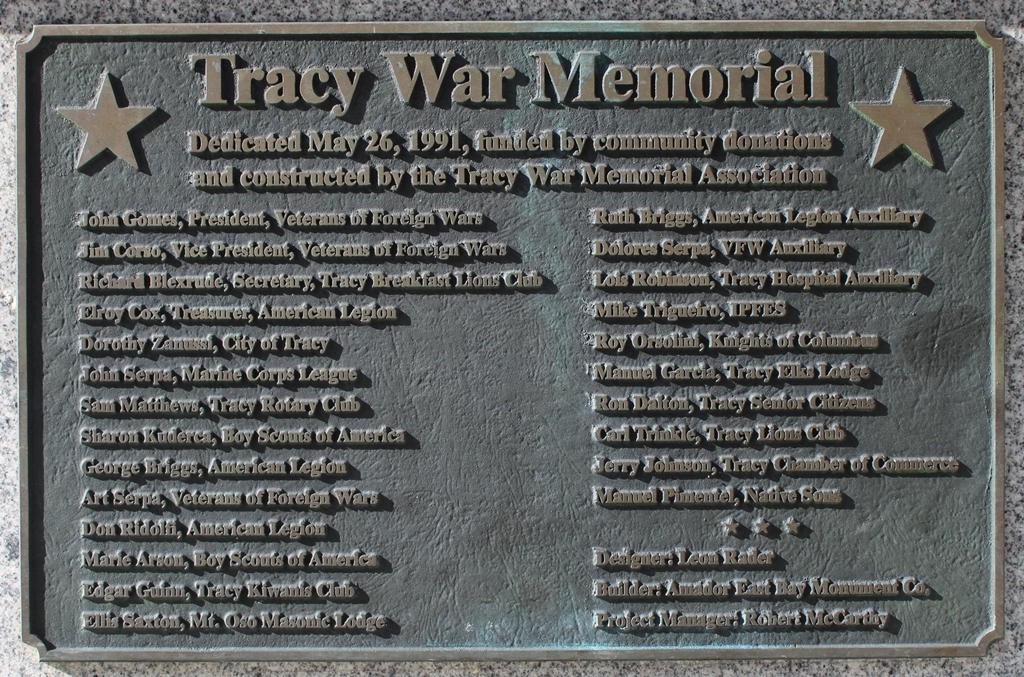 Tracy War Memorial
Dedicated May 26, 1991, funded by community donations
and constructed by the Tracy War Memorial Association
John Gomes, President, Veterans of Foreign Wars
Jim Corso, Vice President, Veterans of Foreign Wars
Richard Blexrude, Secretary, Tracy Breakfast Lions Club
Elroy Cox, Treasurer, American Legion
Dorothy Zanussi, City of Tracy
John Serpa, Marine Corps League
Sam Matthews, Tracy Rotary Club
Sharon Kuderca, Boy Scouts of America
George Briggs, American Legion
Art Serpa, Veterans of Foreign Wars
Don Ridolfi, American Legion
Marie Arson, Boy Scouts of America
Edgar Guinn, Tracy Kiwanis Club
Ellis Saxton, Mt. Oso Masonic Lodge
Ruth Briggs, American Legion Auxiliary
Dolores Serpa, VFW Auxiliary
Lois Robinson, Tracy Hospital Auxiliary
Mike Trigueiro, IPFES
Roy Orsolini, Knights of Columbus
Manuel Garcia, Tracy Elks Lodge
Ron Dalton, Tracy Senior Citizens
Carl Trinkle, Tracy Lions Club
Jerry Johnson, Tracy Chamber of Commerce
Manuel Pimentel, Native Sons
Designer: Leon Rader
Builder: Amador East Bay Monument Co.
Project Manager: Robert McCarthy